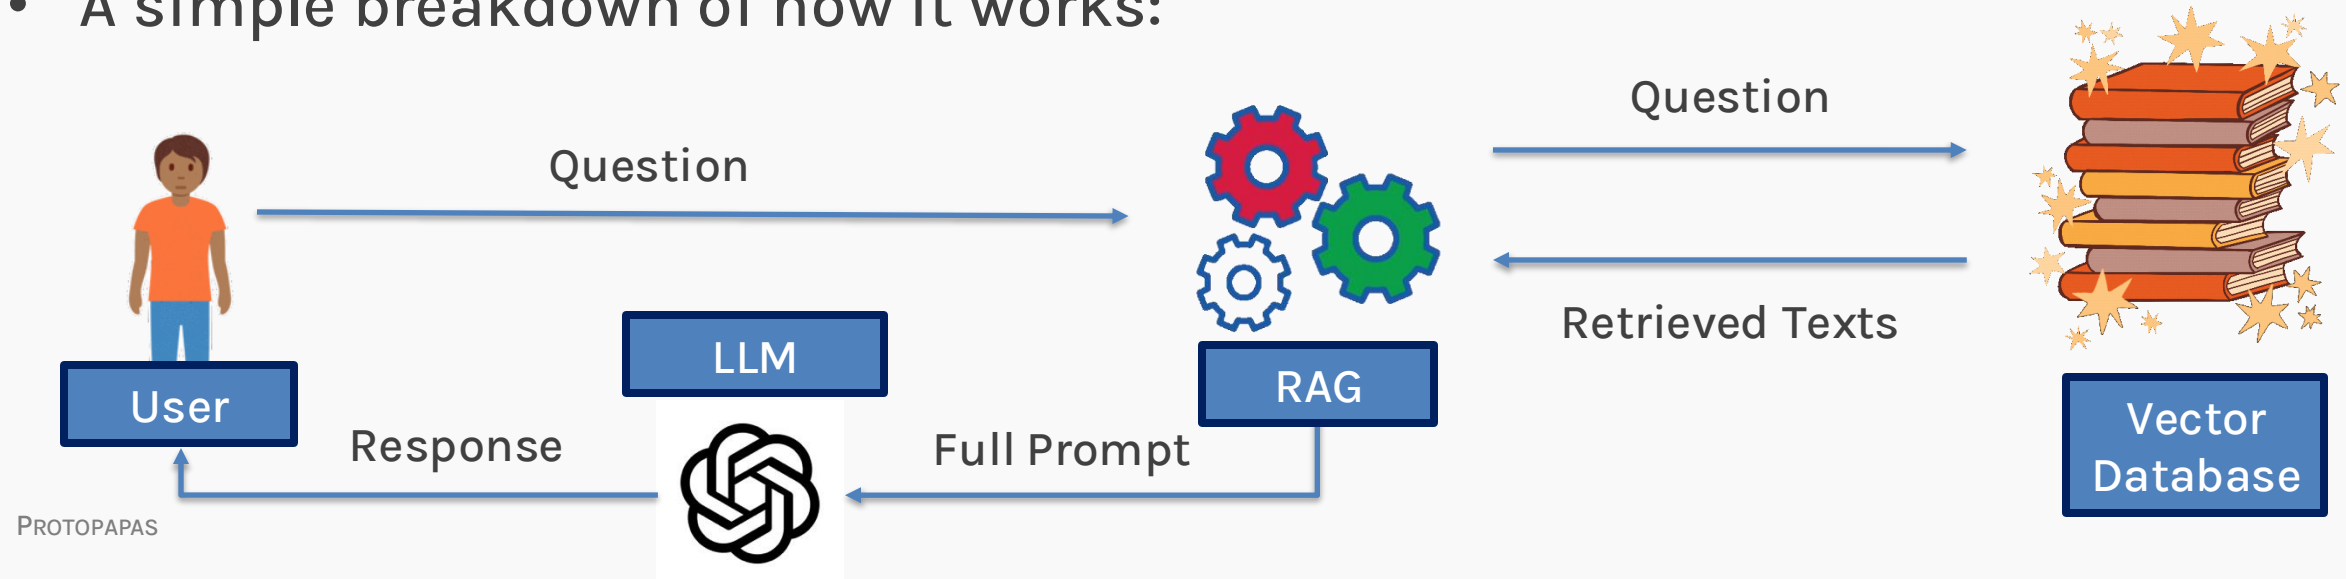 • A simple breakdown of how it works:
Question
Question
Retrieved Texts
LLM
RAG
User
Vector
Database
Response
Full Prompt
PROTOPAPAS